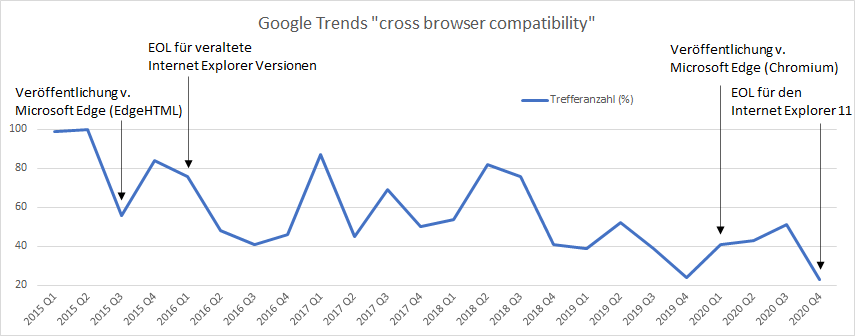 Google Trends "cross browser compatibility"
EOL für veraltete
Internet Explorer Versionen
Veröffentlichung v.
Microsoft Edge (Chromium)
Veröffentlichung v.
Microsoft Edge (EdgeHTML)
EOL für den
Internet Explorer 11
Trefferanzahl (%)
100
80
60
40
20
2015 Q1
2015 Q2
2015 Q3
2015 Q4
2016 Q1
2016 Q2
2016 Q3
2016 Q4
2017 Q1
2017 Q2
2017 Q3
2017 Q4
2018 Q1
2018 Q2
2018 Q3
2018 Q4
2019 Q1
2019 Q2
2019 Q3
2019 Q4
2020 Q1
2020 Q2
2020 Q3
2020 Q4